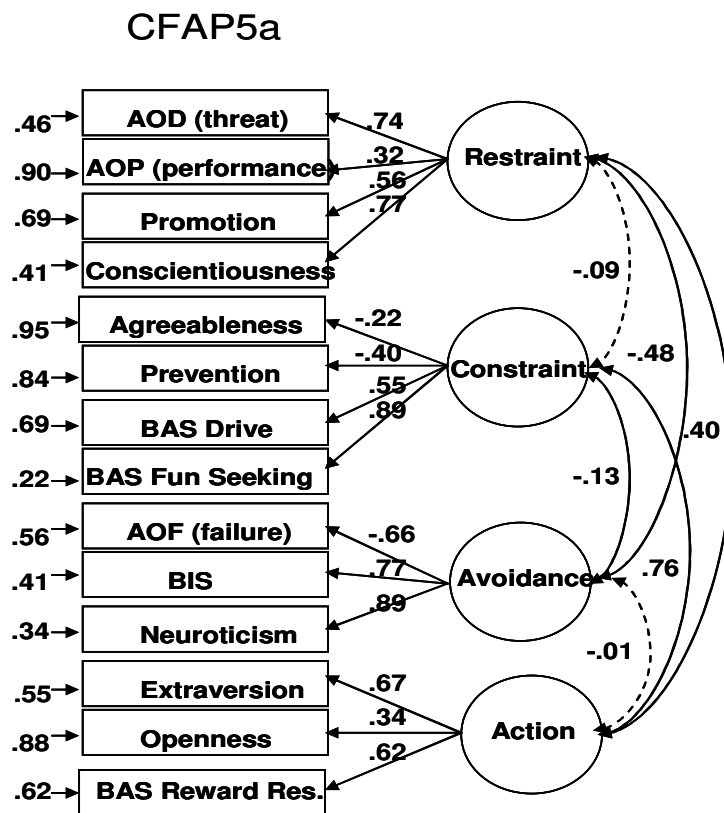 CFAP5a
.46 AOD (threat) .74 Restraint
.90 AOP (performance) .32
.69 Promotion .56
.41 Conscientiousness .77
-.09
.95 Agreeableness -.22 Constraint
.84 Prevention -.40 -.48
.69 BAS Drive .55 .40
.22 BAS Fun Seeking .89 -.13
.56 AOF (failure) -.66 Avoidance
.41 BIS .77 .76
.34 Neuroticism .89 -.01
.55 Extraversion .67 Action
.88 Openness .34
.62 BAS Reward Res. .62